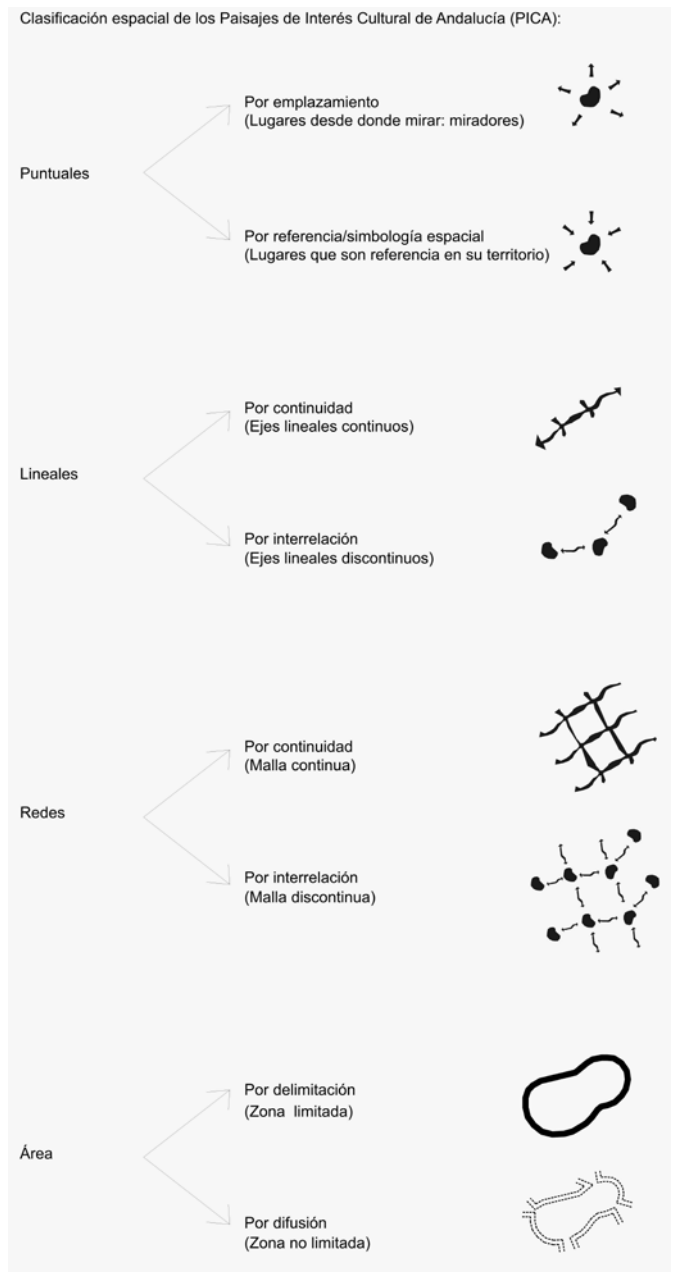 Clasificación espacial de los Paisajes de Interés Cultural de Andalucía (PICA):
Puntuales
Por emplazamiento
(Lugares desde donde mirar: miradores)
Por referencia/simbología espacial
(Lugares que son referencia en su territorio)
Lineales
Por continuidad
(Ejes lineales continuos)
Por interrelación
(Ejes lineales discontinuos)
Redes
Por continuidad
(Malla continua)
Por interrelación
(Malla discontinua)
Área
Por delimitación
(Zona limitada)
Por difusión
(Zona no limitada)